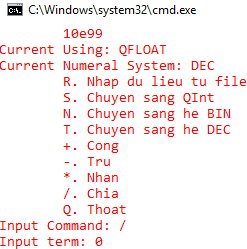 C:\Windows\system32\cmd.exe
10e99
Current Using: QFLOAT
Current Numeral System: DEC
R. Nhap du lieu tu file
S. Chuyen sang QInt
N. Chuyen sang he BIN
T. Chuyen sang he DEC
+. Cong
-. Tru
*. Nhan
/. Chia
Q. Thoat
Input Command: /
Input term: 0